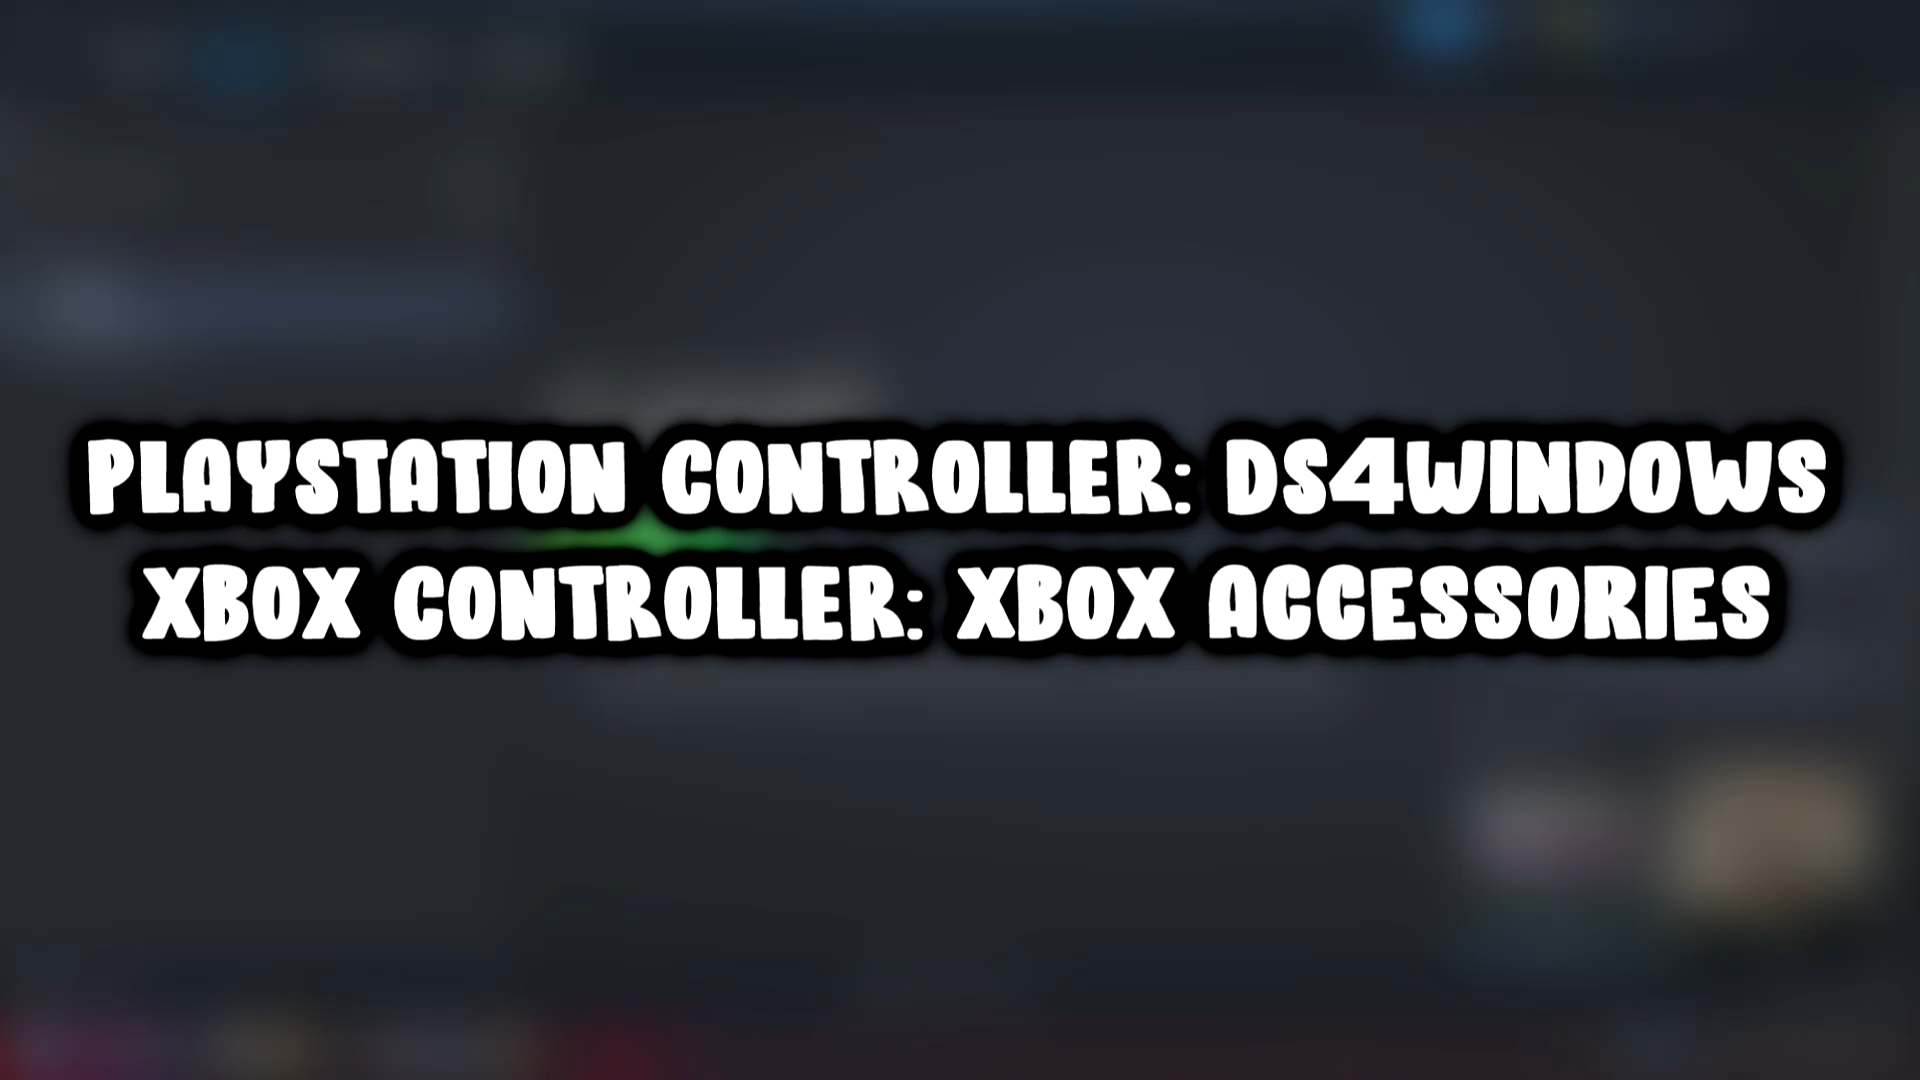 PLAYSTATION CONTROLLER: DS4WINDOWS
XBOX CONTROLLER: XBOX ACCESSORIES